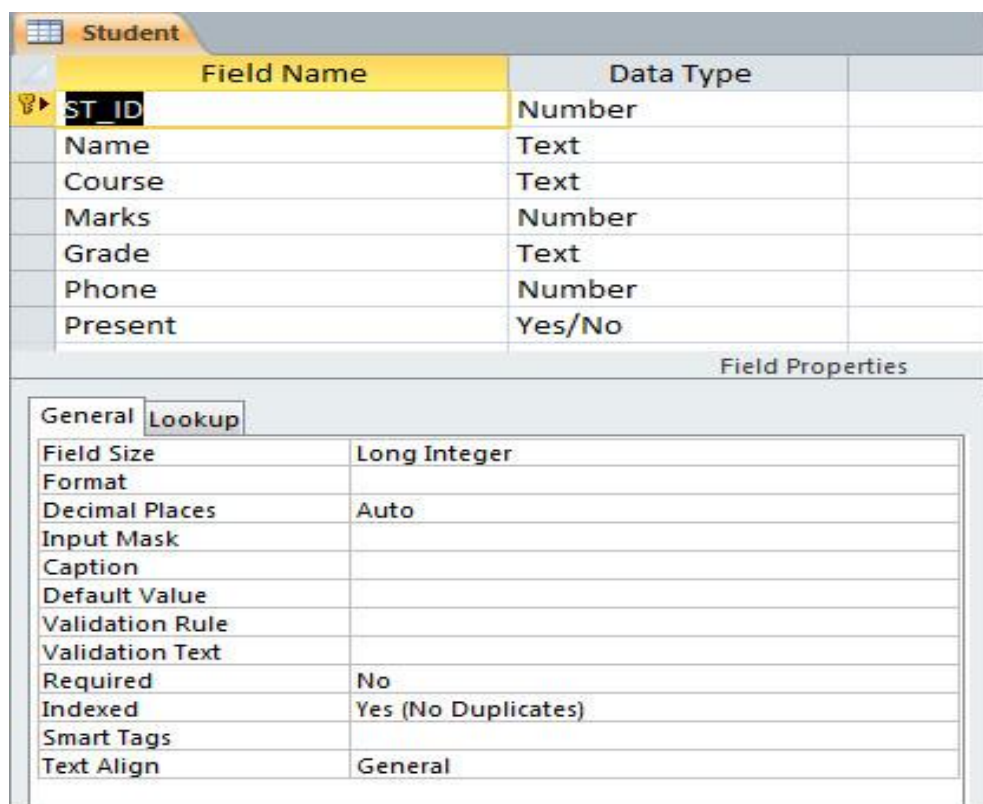 Student
Field Name Data Type
ST_ID Number
Name Text
Course Text
Marks Number
Grade Text
Phone Number
Present Yes/No
Field Properties
General Lookup
Field Size Long Integer
Format
Decimal Places Auto
Input Mask
Caption
Default Value
Validation Rule
Validation Text
Required No
Indexed Yes (No Duplicates)
Smart Tags
Text Align General